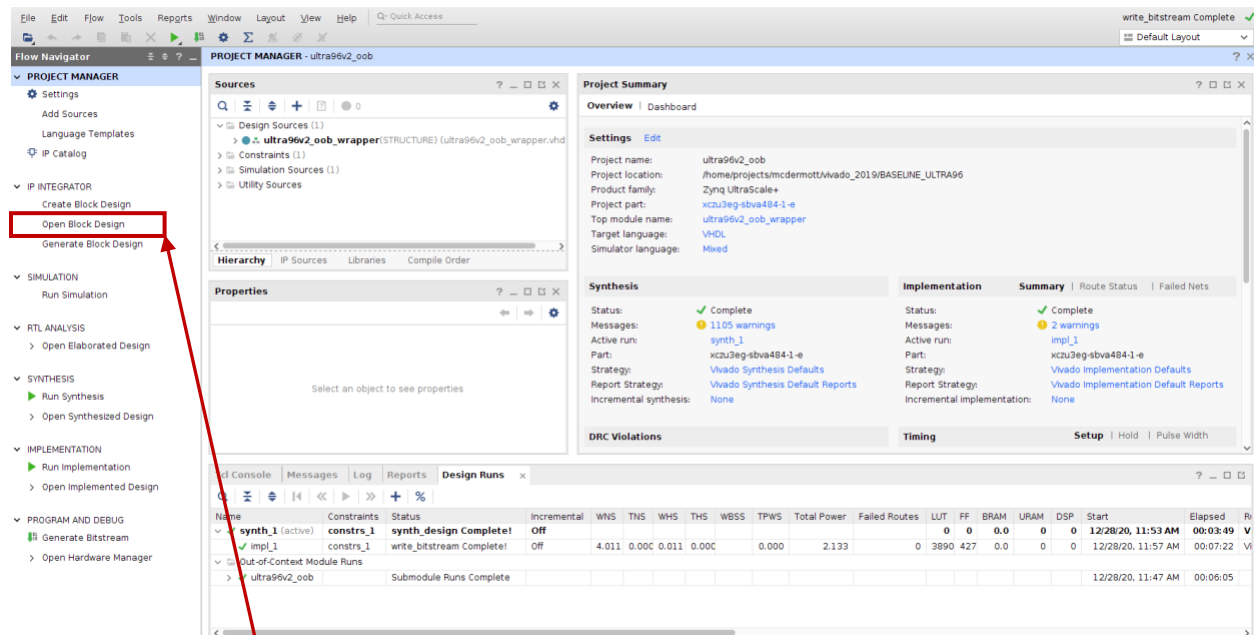 File Edit Flow Tools Reports Window Layout View Help Quick Access write_bitstream Complete
Default Layout
Flow Navigator
PROJECT MANAGER - ultra96v2_oob
PROJECT MANAGER
Settings
Add Sources
Language Templates
IP Catalog
IP INTEGRATOR
Create Block Design
Open Block Design
Generate Block Design
SIMULATION
Run Simulation
RTL ANALYSIS
Open Elaborated Design
SYNTHESIS
Run Synthesis
Open Synthesized Design
IMPLEMENTATION
Run Implementation
Open Implemented Design
PROGRAM AND DEBUG
Generate Bitstream
Open Hardware Manager
Sources
0
Design Sources (1)
ultra96v2_oob_wrapper(STRUCTURE) (ultra96v2_oob_wrapper.vhd
Constraints (1)
Simulation Sources (1)
Utility Sources
Hierarchy IP Sources Libraries Compile Order
Properties
Select an object to see properties
Project Summary
Overview | Dashboard
Settings Edit
Project name: ultra96v2_oob
Project location: /home/projects/mcdermott/vivado_2019/BASELINE_ULTRA96
Product family: Zynq UltraScale+
Project part: xczu3eg-sbva484-1-e
Top module name: ultra96v2_oob_wrapper
Target language: VHDL
Simulator language: Mixed
Synthesis
Status: Complete
Messages: 1105 warnings
Active run: synth_1
Part: xczu3eg-sbva484-1-e
Strategy: Vivado Synthesis Defaults
Report Strategy: Vivado Synthesis Default Reports
Incremental synthesis: None
Implementation Summary | Route Status | Failed Nets
Status: Complete
Messages: 2 warnings
Active run: impl_1
Part: xczu3eg-sbva484-1-e
Strategy: Vivado Implementation Defaults
Report Strategy: Vivado Implementation Default Reports
Incremental implementation: None
DRC Violations
Timing Setup | Hold | Pulse Width
cl Console Messages Log Reports Design Runs
Name Constraints Status Incremental WNS TNS WHS THS WBSS TPWS Total Power Failed Routes LUT FF BRAM URAM DSP Start Elapsed
synth_1 (active) constrs_1 synth_design Complete! Off 0 0 0.0 0 0 12/28/20, 11:53 AM 00:03:49 V
impl_1 constrs_1 write_bitstream Complete! Off 4.011 0.000 0.011 0.000 0.000 2.133 0 3890 427 0.0 0 0 12/28/20, 11:57 AM 00:07:22
Out-of-Context Module Runs
ultra96v2_oob Submodule Runs Complete 12/28/20, 11:47 AM 00:06:05